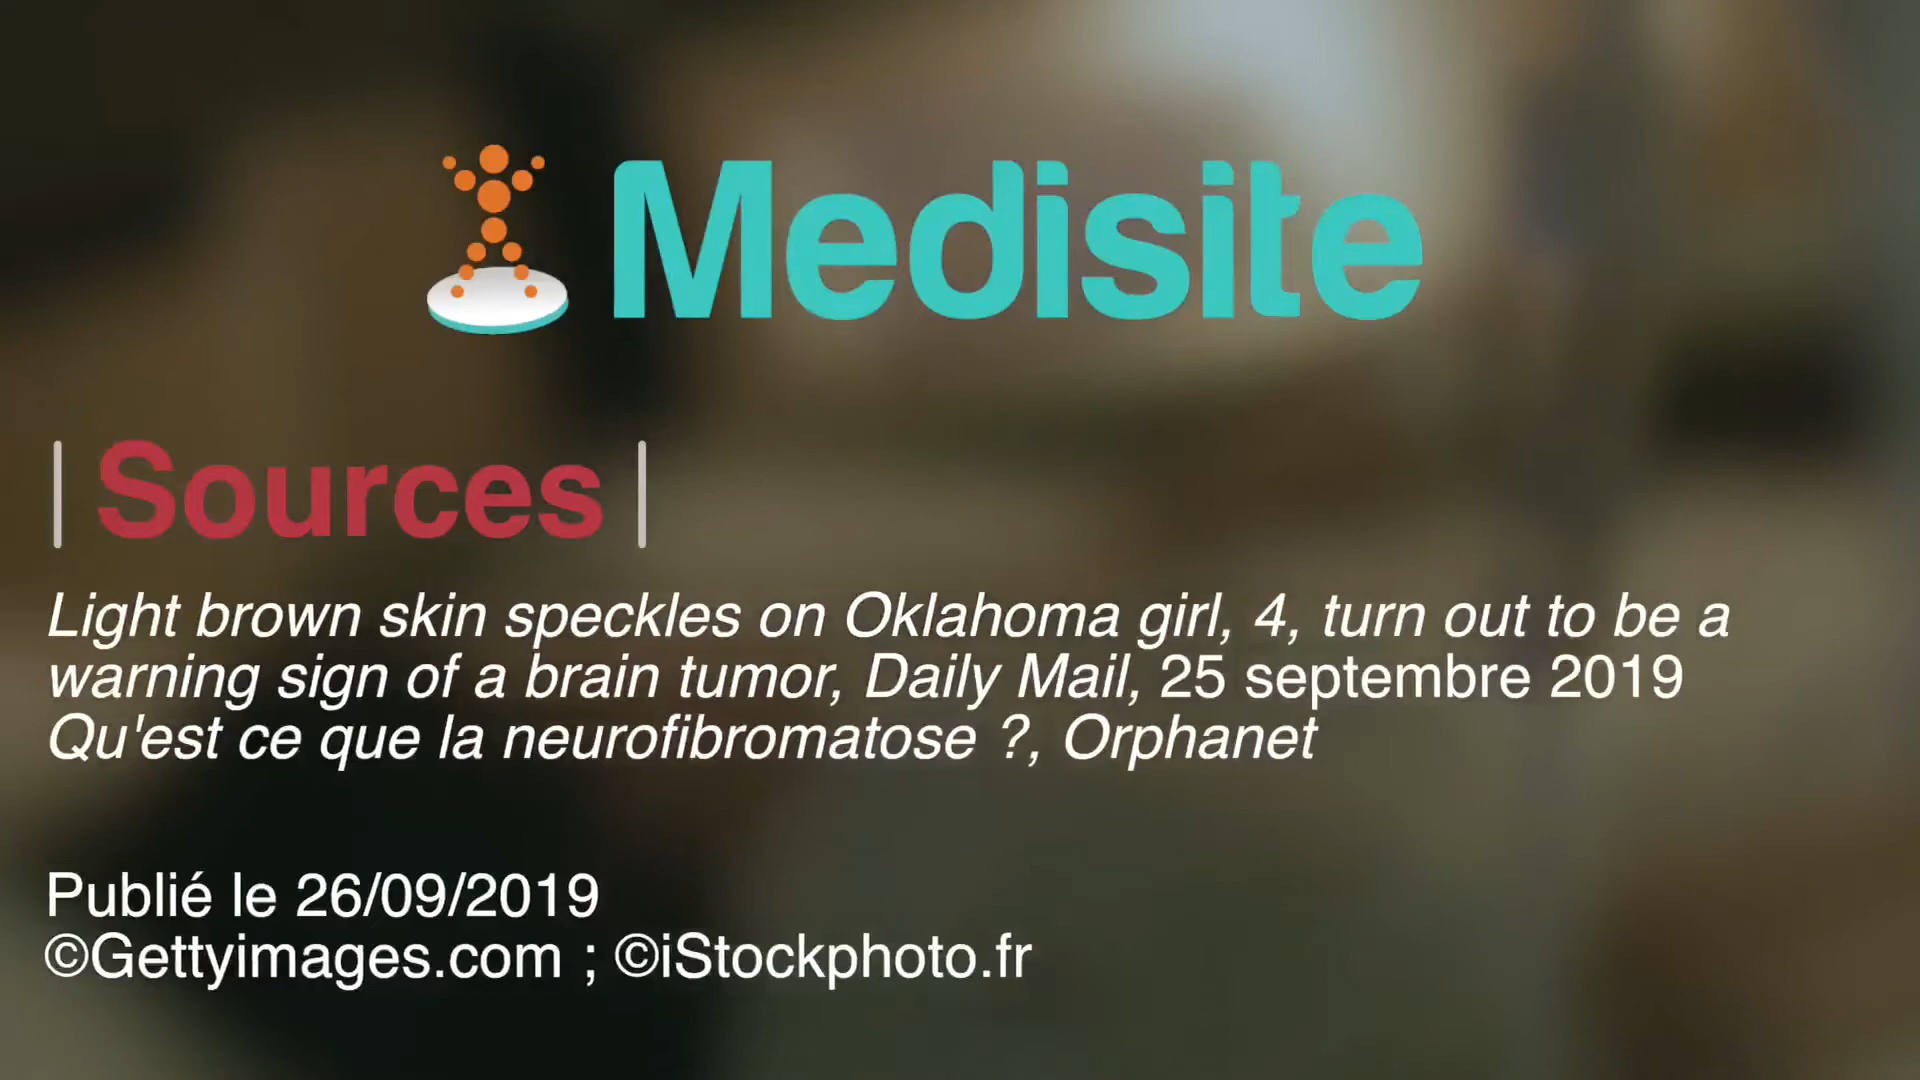 Medisite
| Sources |
Light brown skin speckles on Oklahoma girl, 4, turn out to be a
warning sign of a brain tumor, Daily Mail, 25 septembre 2019
Qu'est ce que la neurofibromatose ?, Orphanet
Publié le 26/09/2019
©Gettyimages.com ; ©iStockphoto.fr